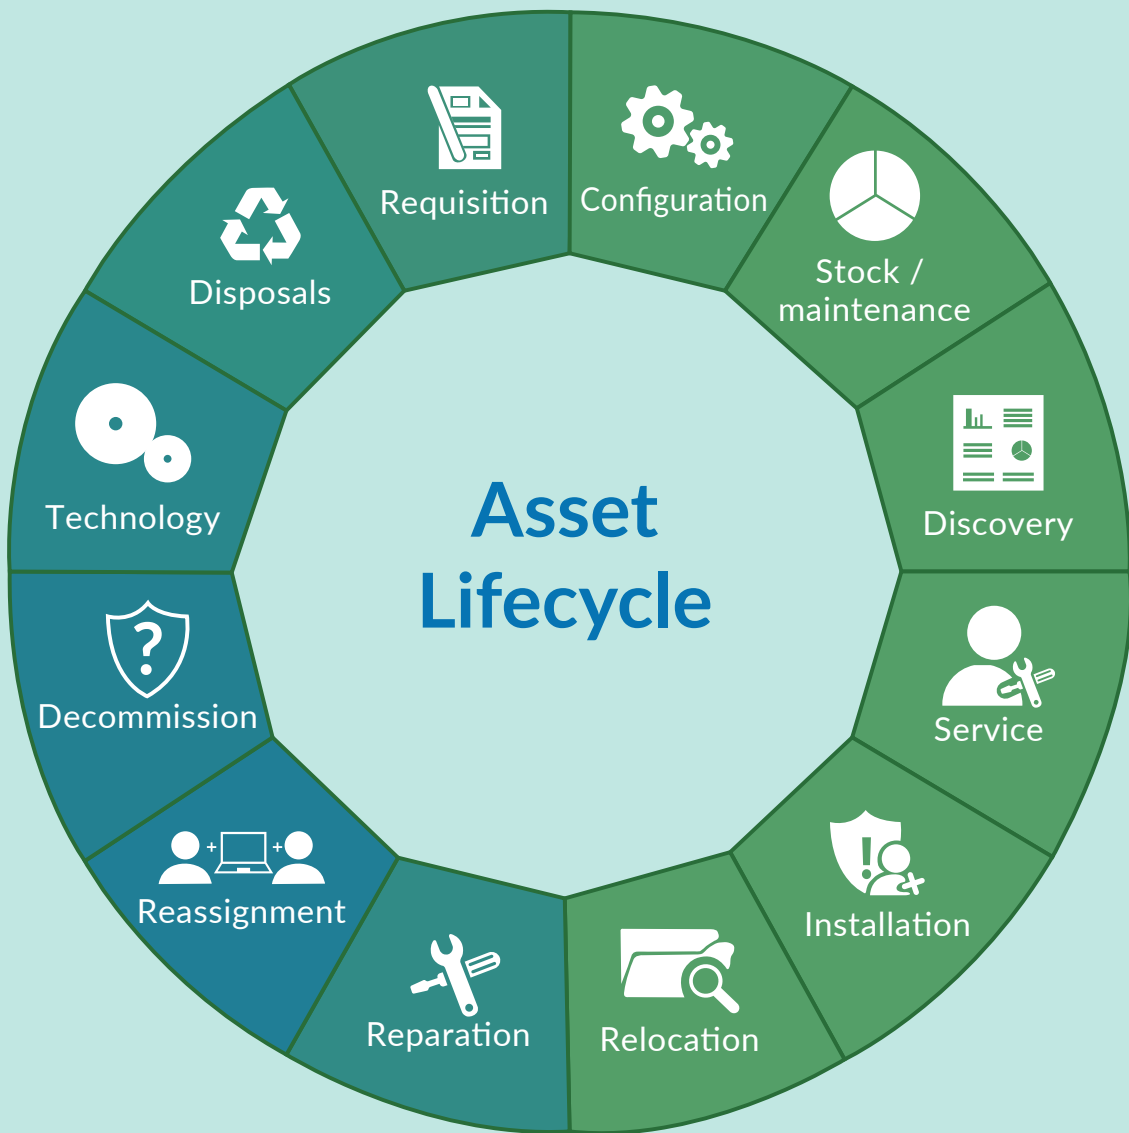 Requisition
Configuration
Stock /
maintenance
Discovery
Service
Installation
Relocation
Reparation
Reassignment
Decommission
Technology
Disposals
Asset
Lifecycle